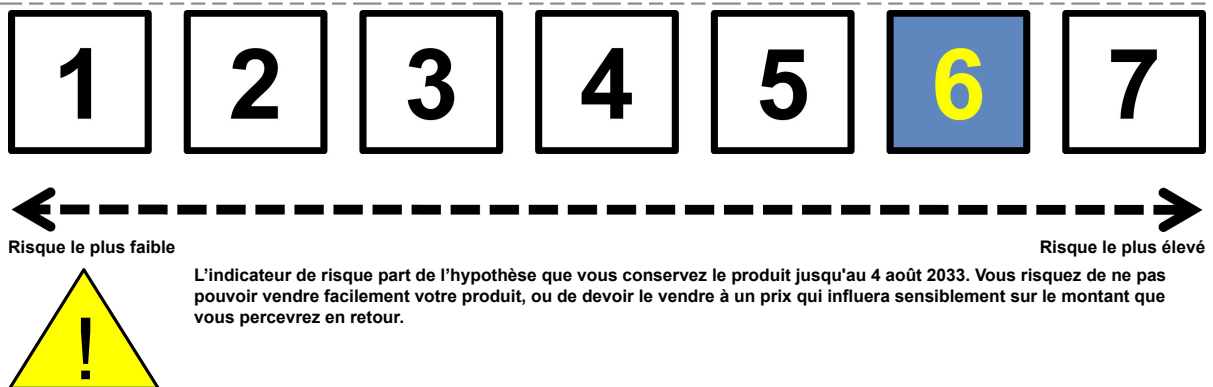 1 2 3 4 5 6 7
Risque le plus faible Risque le plus élevé
L'indicateur de risque part de l'hypothèse que vous conservez le produit jusqu'au 4 août 2033. Vous risquez de ne pas
pouvoir vendre facilement votre produit, ou de devoir le vendre à un prix qui influera sensiblement sur le montant que
vous percevrez en retour.
!